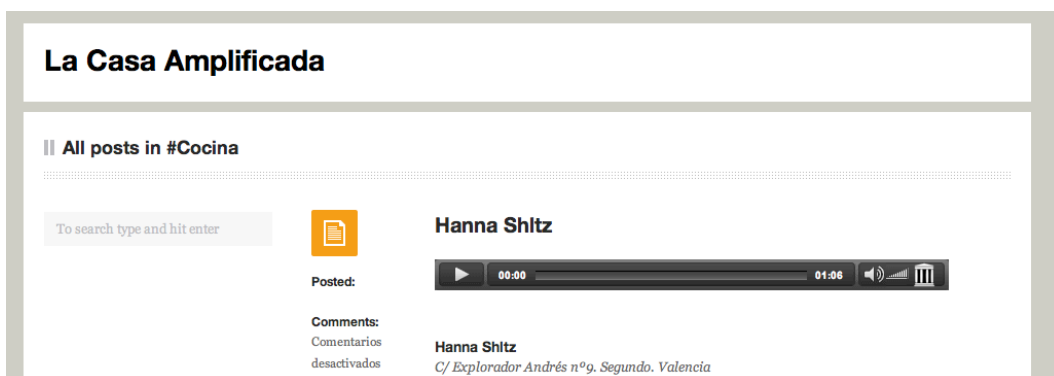 La Casa Amplificada
All posts in #Cocina
To search type and hit enter
Hanna Shltz
00:00
01:06
Posted:
Comments:
Comentarios
desactivados
Hanna Shltz
C/ Explorador Andrés nº9. Segundo. Valencia